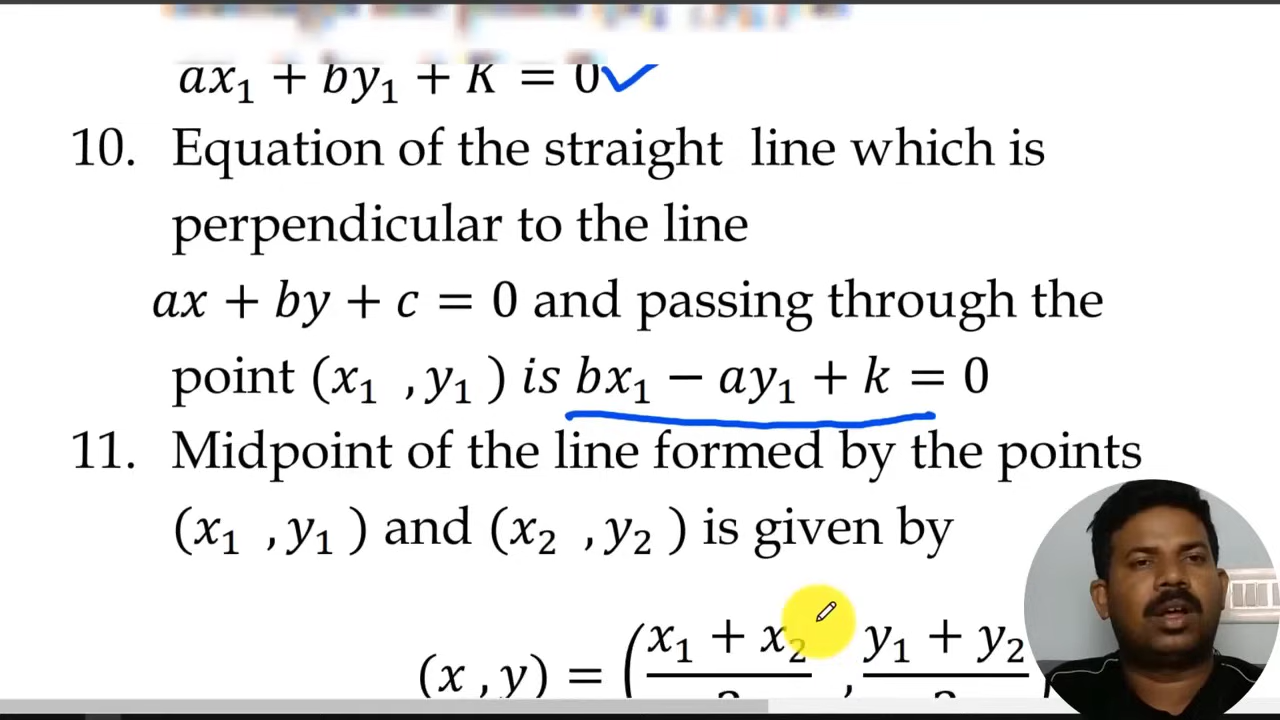 ax₁ + by₁ + K = 0
10. Equation of the straight line which is
perpendicular to the line
ax + by + c = 0 and passing through the
point (x₁ , y₁ ) is bx₁ − ay₁ + k = 0
11. Midpoint of the line formed by the points
(x₁ , y₁ ) and (x₂ , y₂ ) is given by
(x , y) = (x₁ + x₂ / 2 , y₁ + y₂ / 2